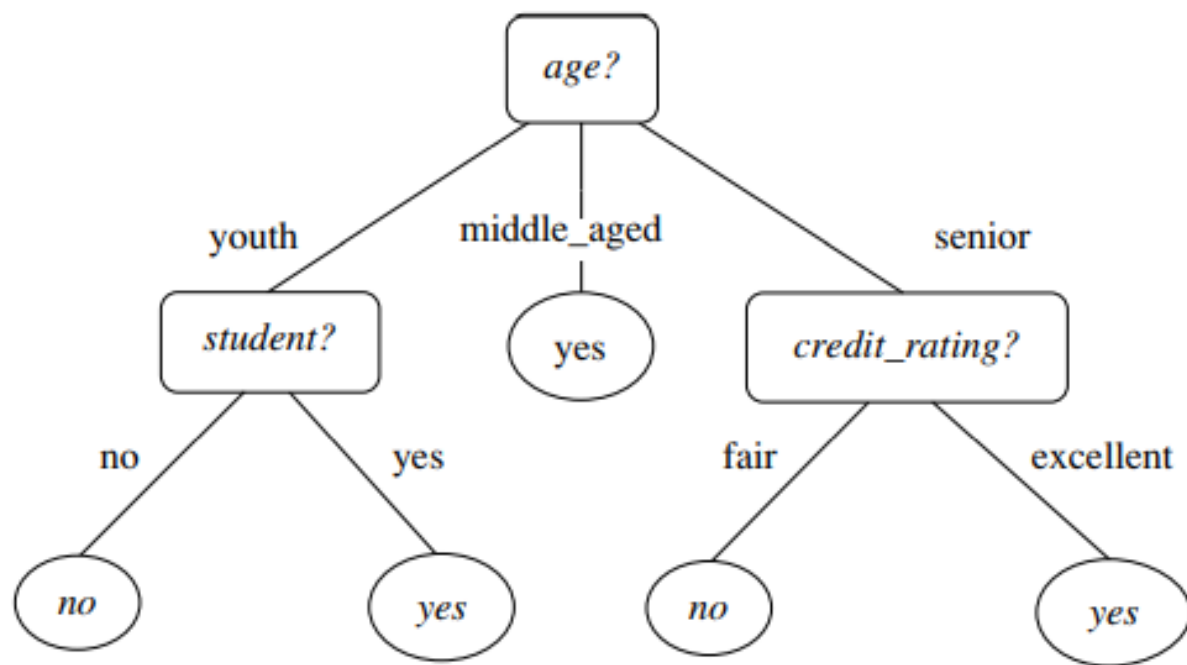 age?
youth
middle_aged
senior
student?
yes
credit_rating?
no
yes
fair
excellent
no
yes
no
yes